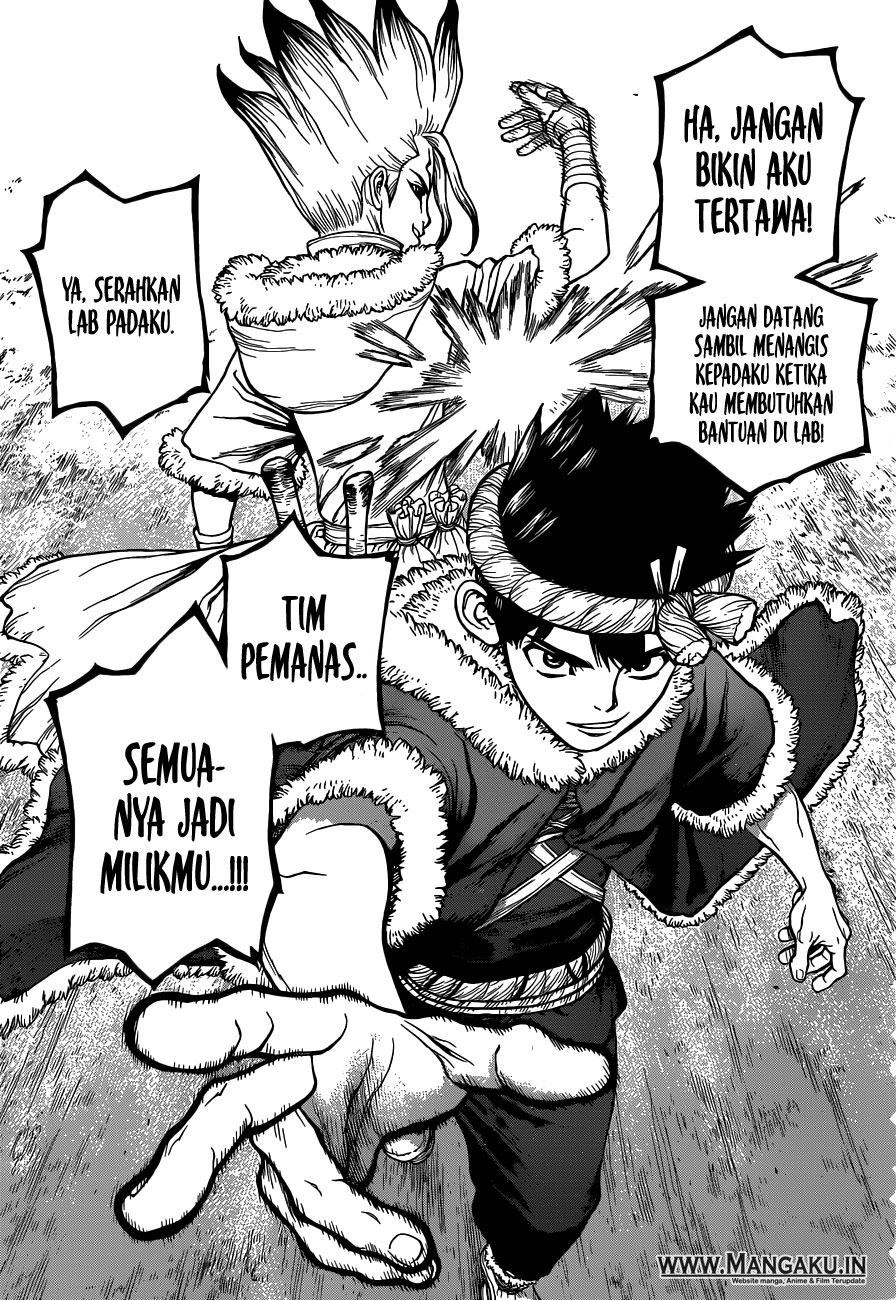 HA, JANGAN
BIKIN AKU
TERTAWA!
JANGAN DATANG
SAMBIL MENANGIS
KEPADAKU KETIKA
KAU MEMBUTUHKAN
BANTUAN DI LAB!
YA, SERAHKAN
LAB PADAKU.
TIM
PEMANAS..
SEMUA-
NYA JADI
MILIKMU...!!!
WWW.MANGAKU.IN
Website manga, Anime & Film Terupdate